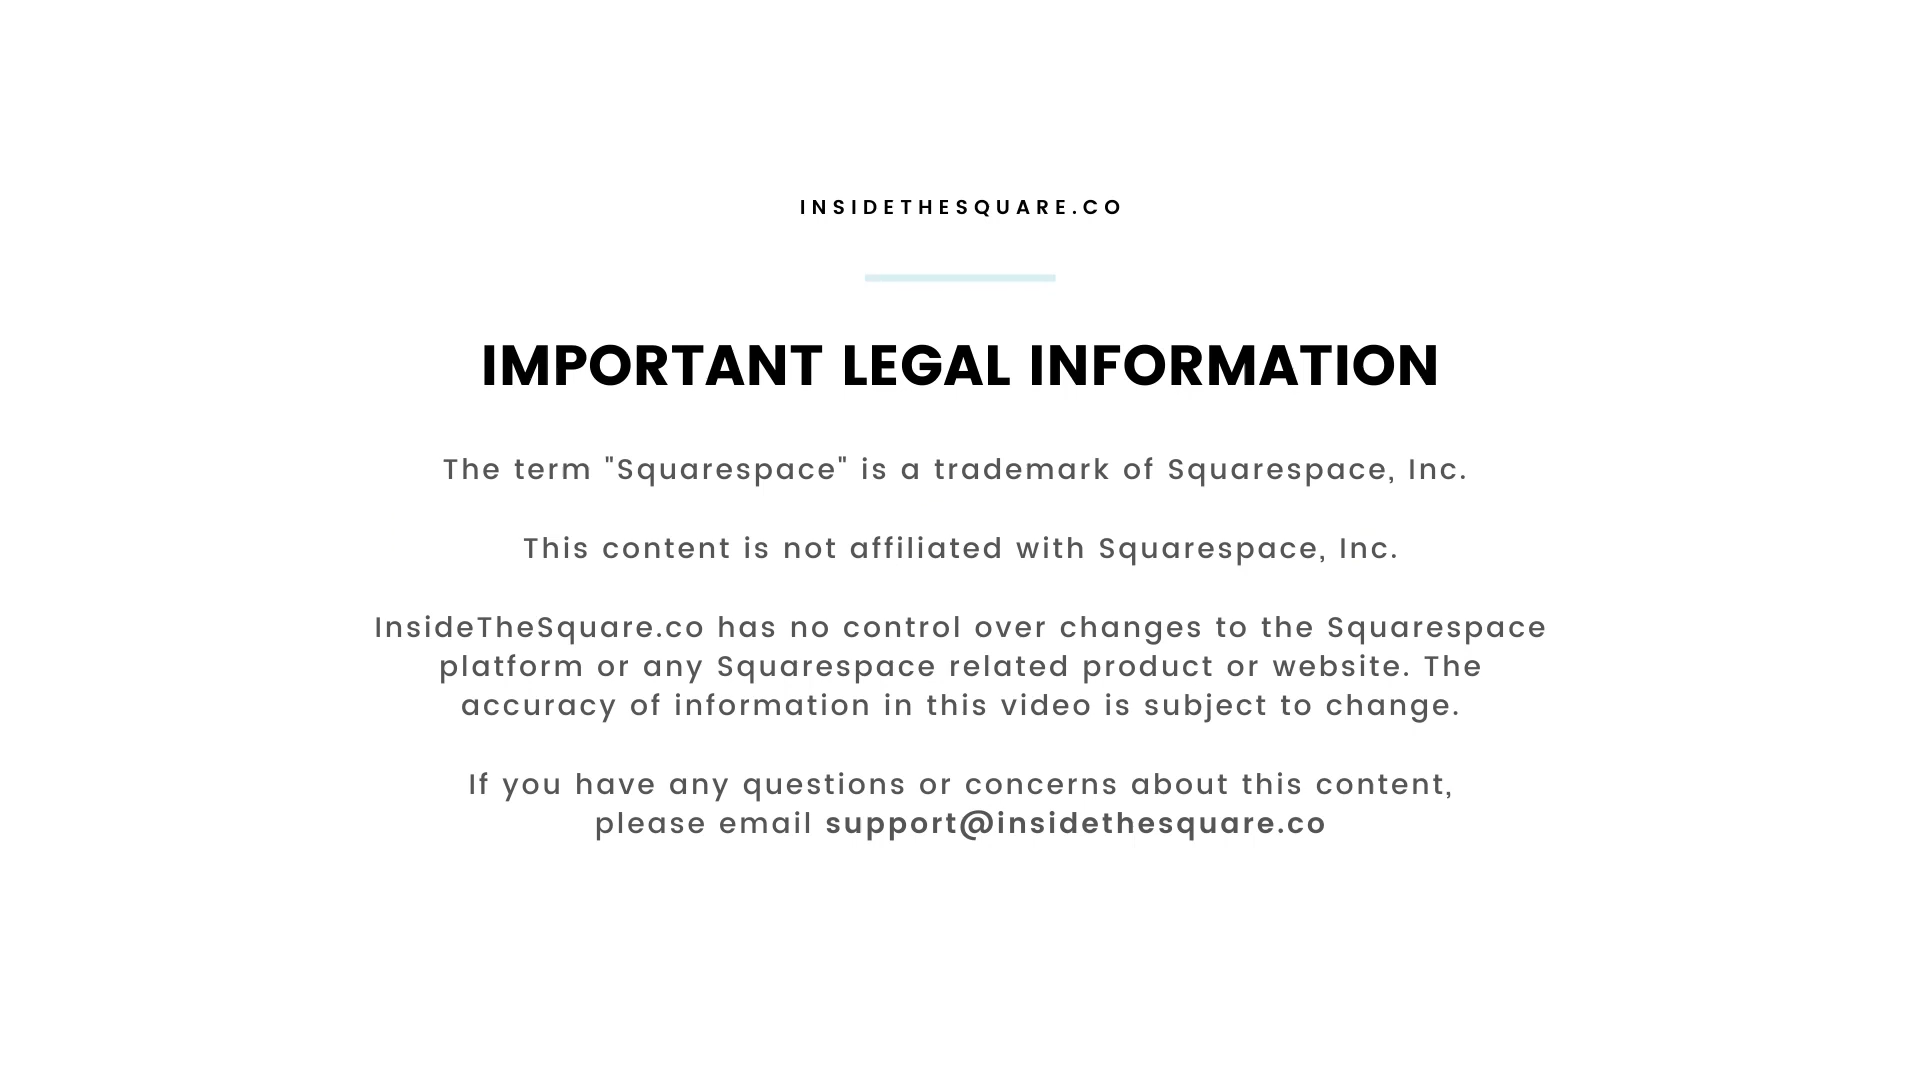 INSIDETHESQUARE.CO
IMPORTANT LEGAL INFORMATION
The term "Squarespace" is a trademark of Squarespace, Inc.
This content is not affiliated with Squarespace, Inc.
InsideTheSquare.co has no control over changes to the Squarespace
platform or any Squarespace related product or website. The
accuracy of information in this video is subject to change.
If you have any questions or concerns about this content,
please email support@insidethesquare.co